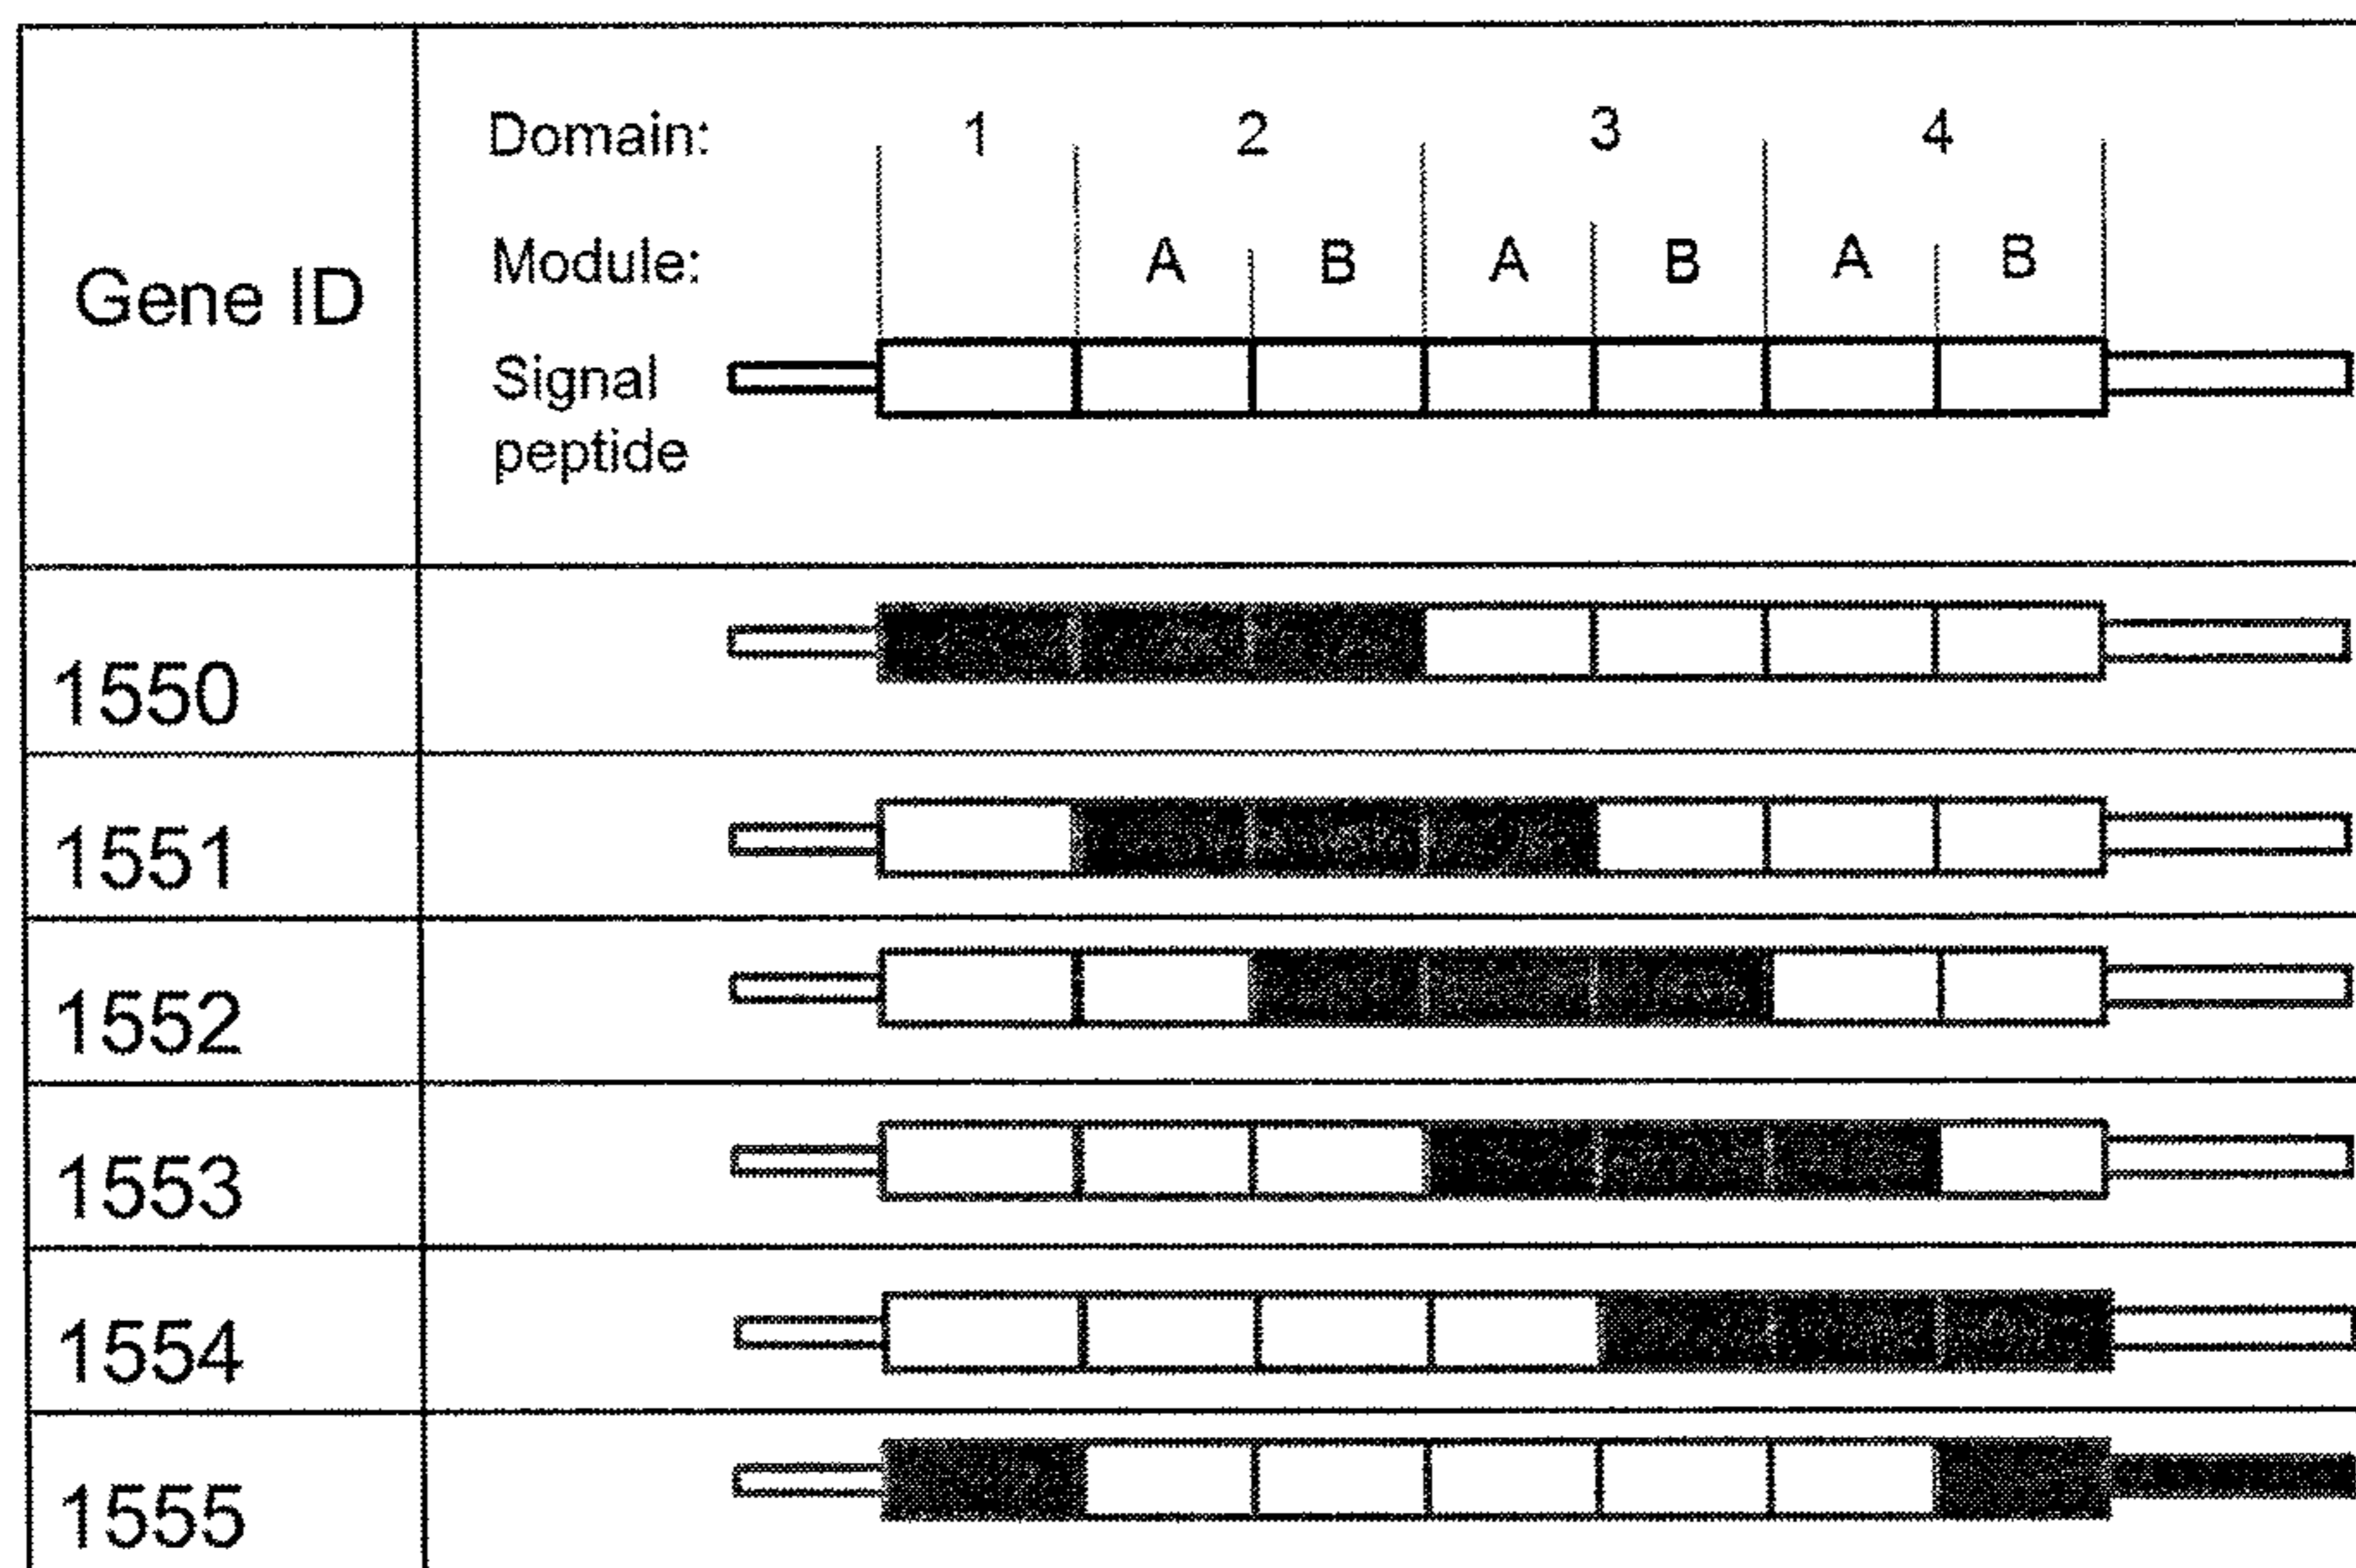 Gene ID
Domain: 1 2 3 4
Module: A B A B A B
Signal
peptide
1550
1551
1552
1553
1554
1555